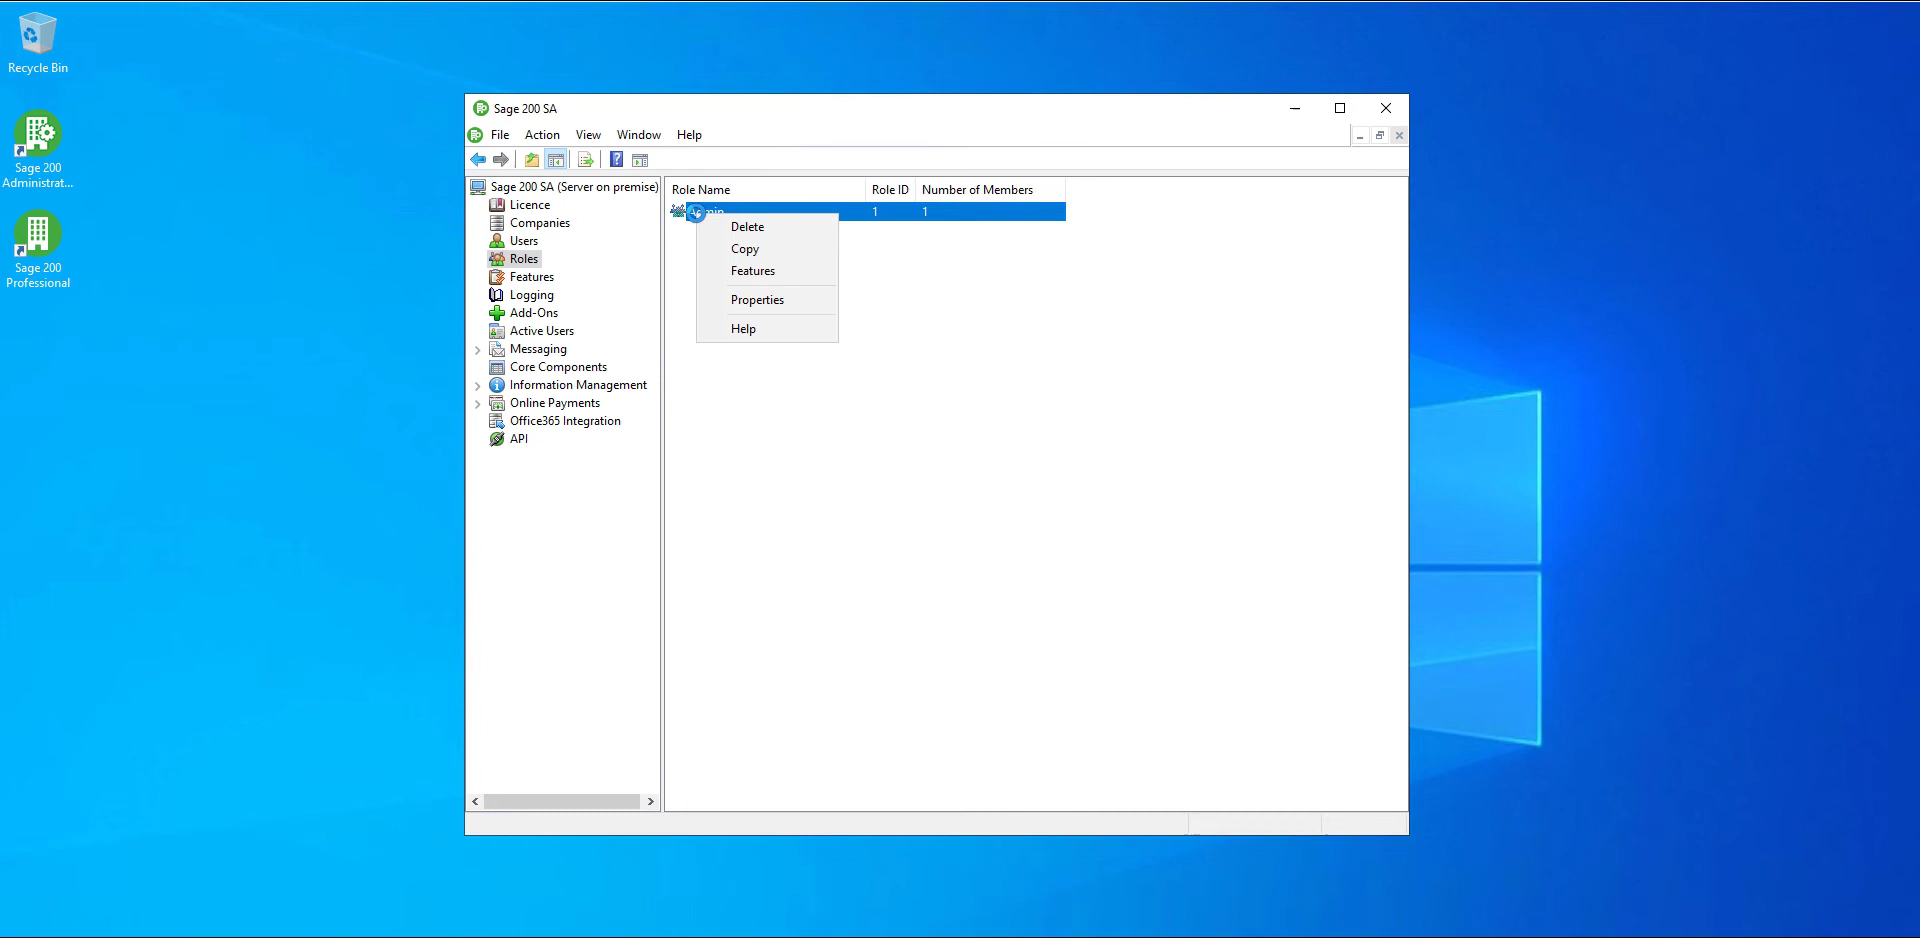 Recycle Bin
Sage 200
Administrat...
Sage 200
Professional
Sage 200 SA
File Action View Window Help
Sage 200 SA (Server on premise)
Licence
Companies
Users
Roles
Features
Logging
Add-Ons
Active Users
Messaging
Core Components
Information Management
Online Payments
Office365 Integration
API
Role Name Role ID Number of Members
1 1
Delete
Copy
Features
Properties
Help